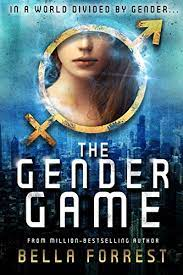 IN A WORLD DIVIDED BY GENDER...
THE
GENDER
GAME
FROM MILLION-BESTSELLING AUTHOR
BELLA FORREST